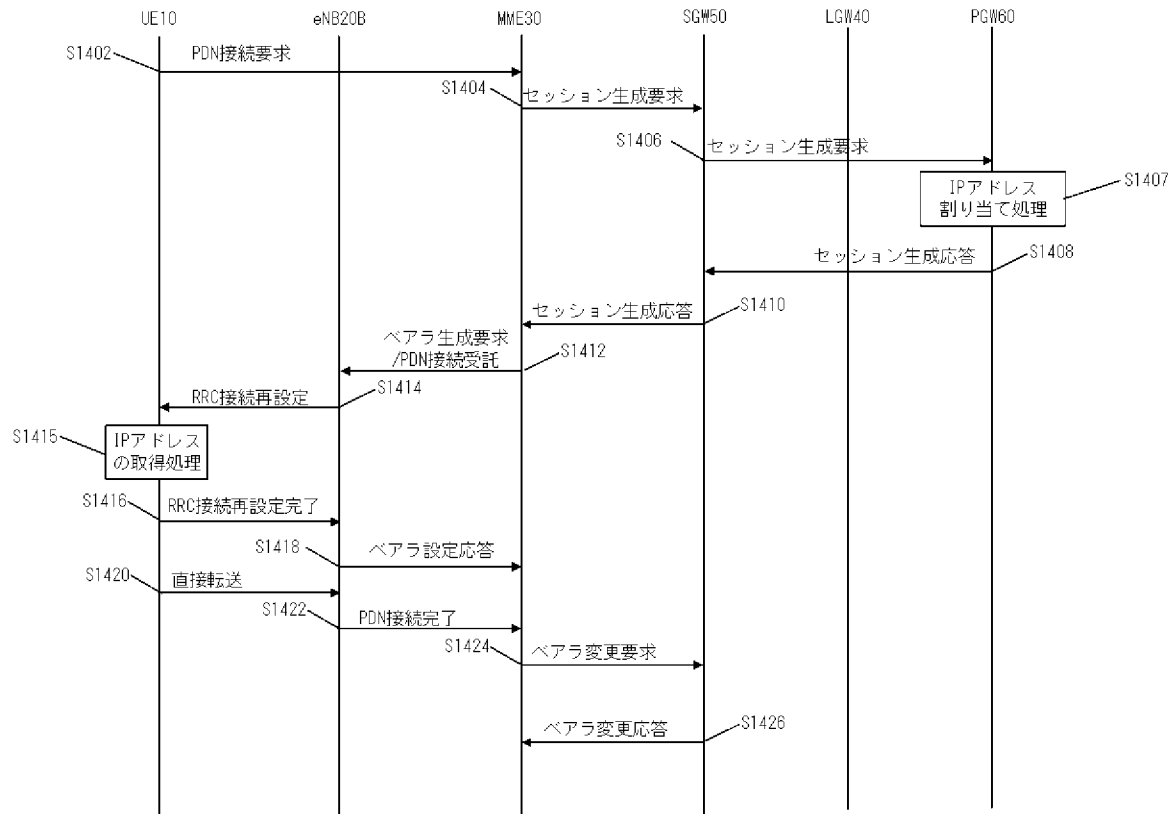 UE10 eNB20B MME30 SGW50 LGW40 PGW60
S1402 PDN接続要求
S1404 セッション生成要求
S1406 セッション生成要求
IPアドレス
割り当て処理
S1407
セッション生成応答 S1408
セッション生成応答 S1410
ベアラ生成要求
/PDN接続受託
S1412
RRC接続再設定 S1414
S1415
IPアドレス
の取得処理
S1416 RRC接続再設定完了
S1418 ベアラ設定応答
S1420 直接転送
S1422 PDN接続完了
S1424 ベアラ変更要求
ベアラ変更応答 S1426